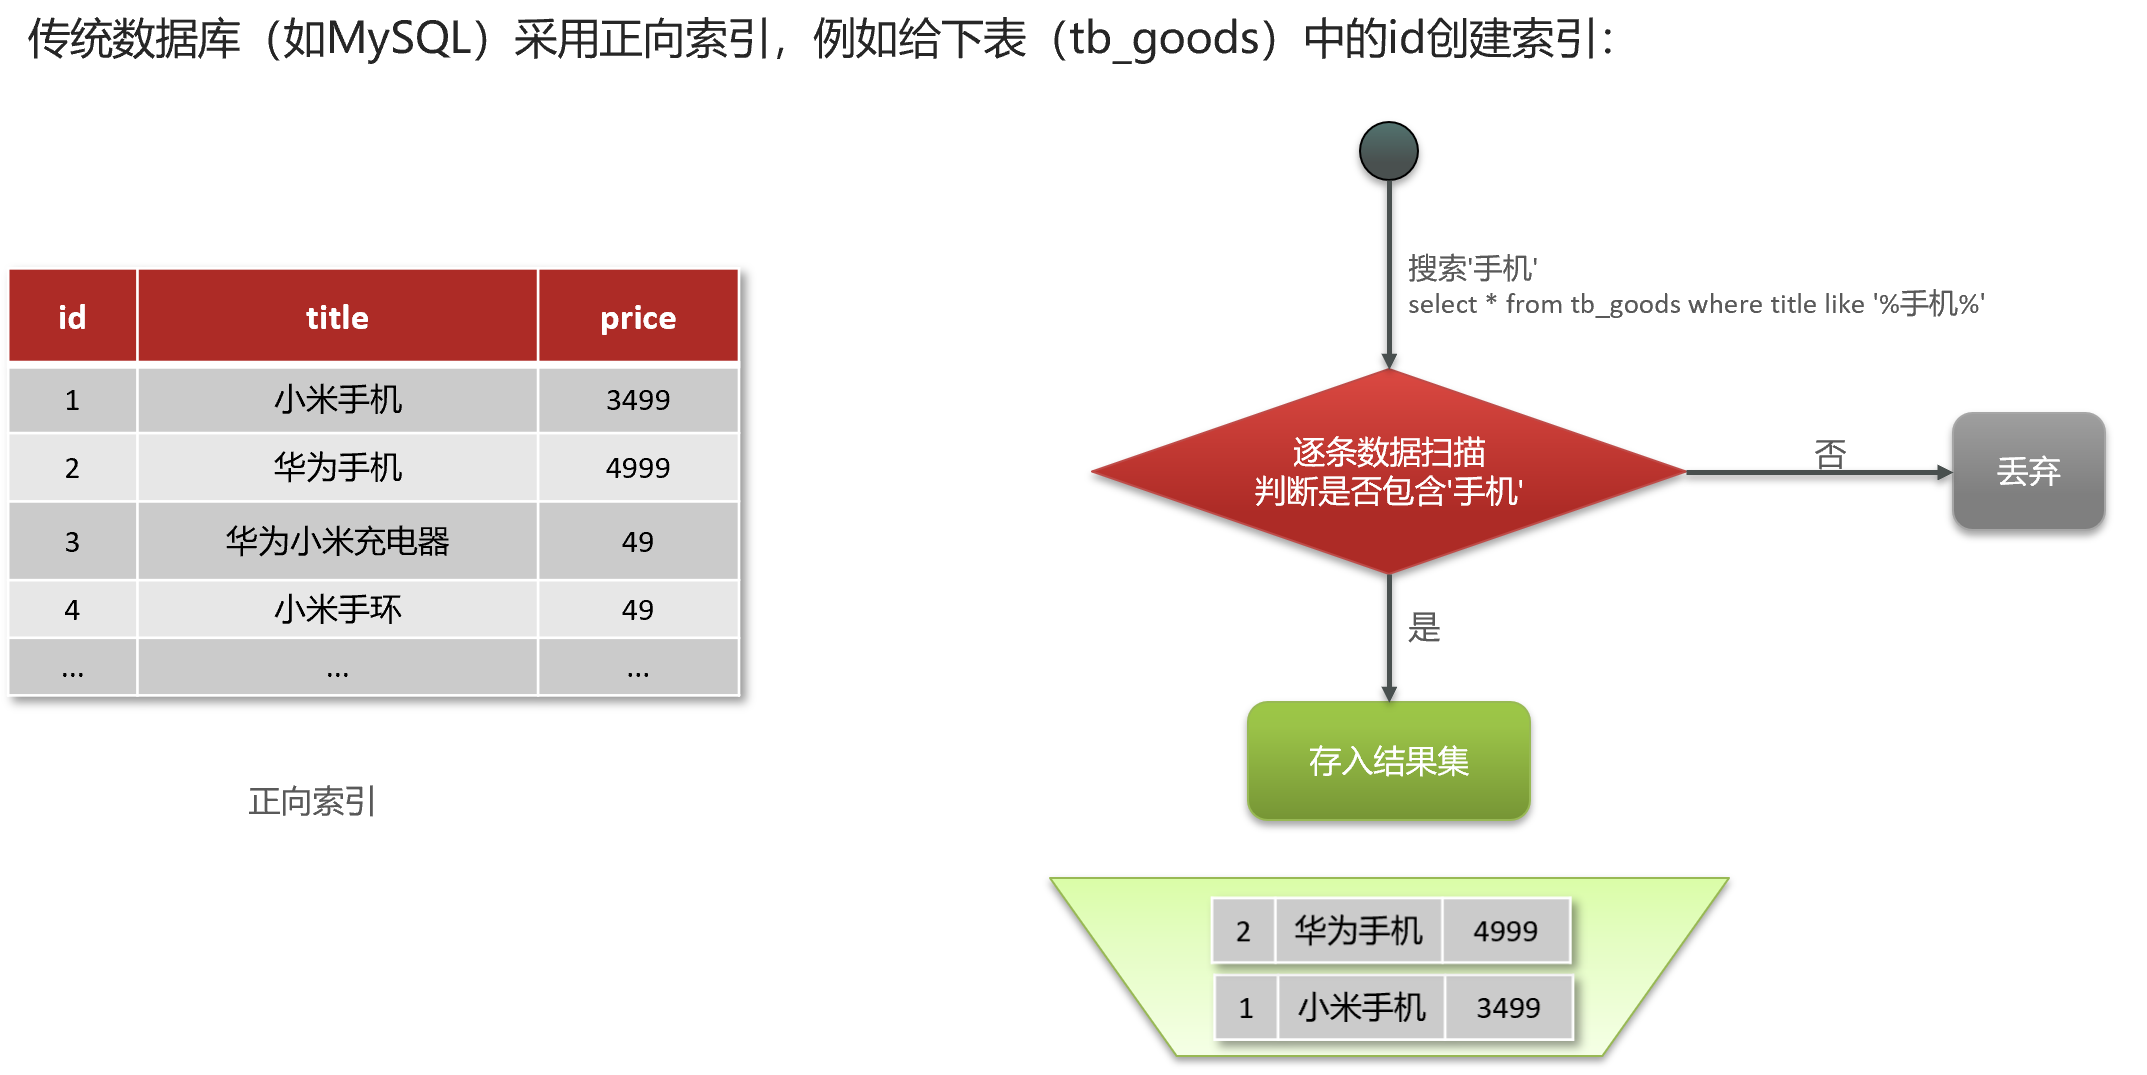 传统数据库（如MySQL）采用正向索引，例如给下表（tb_goods）中的id创建索引：
id title price
1 小米手机 3499
2 华为手机 4999
3 华为小米充电器 49
4 小米手环 49
... ... ...
正向索引
搜索'手机'
select * from tb_goods where title like '%手机%'
逐条数据扫描
判断是否包含'手机'
否
丢弃
是
存入结果集
2 华为手机 4999
1 小米手机 3499